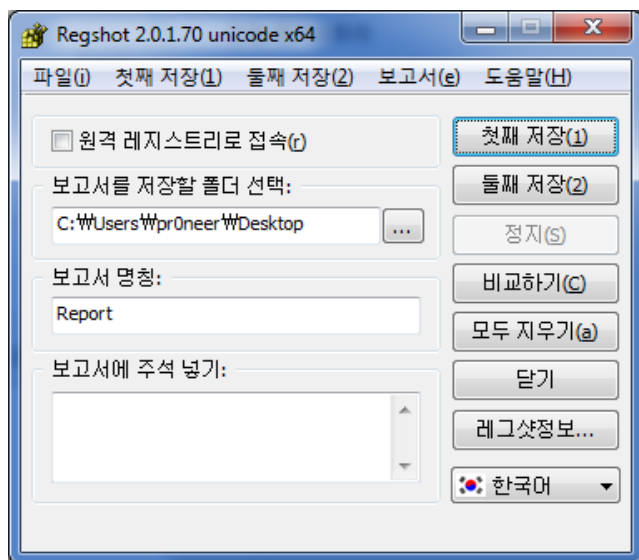 Regshot 2.0.1.70 unicode x64
파일(i) 첫째 저장(1) 둘째 저장(2) 보고서(e) 도움말(H)
원격 레지스트리로 접속(r)
첫째 저장(1)
보고서를 저장할 폴더 선택:
둘째 저장(2)
C:₩Users₩pr0neer₩Desktop
...
정지(S)
보고서 명칭:
비교하기(C)
Report
모두 지우기(a)
보고서에 주석 넣기:
닫기
레그샷정보...
한국어